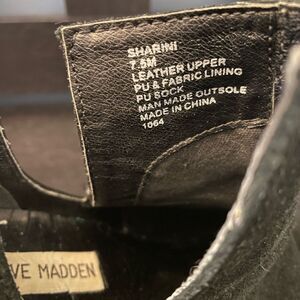 SHARINI
7.5M
LEATHER UPPER
PU & FABRIC LINING
PU SOCK
MAN MADE OUTSOLE
MADE IN CHINA
1064
VE MADDEN